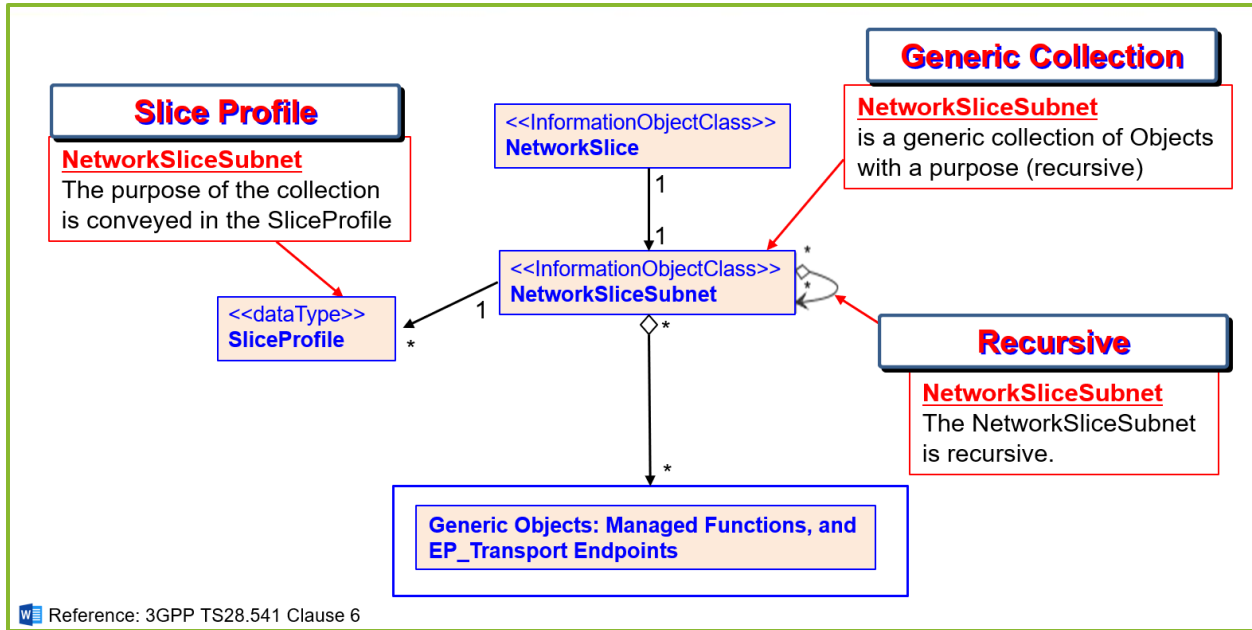 Generic Collection
NetworkSliceSubnet
is a generic collection of Objects
with a purpose (recursive)
Slice Profile
NetworkSliceSubnet
The purpose of the collection
is conveyed in the SliceProfile
<<InformationObjectClass>>
NetworkSlice
1
1
<<InformationObjectClass>>
NetworkSliceSubnet
*
*
1
*
<<dataType>>
SliceProfile
*
Recursive
NetworkSliceSubnet
The NetworkSliceSubnet
is recursive.
*
Generic Objects: Managed Functions, and
EP_Transport Endpoints
W Reference: 3GPP TS28.541 Clause 6